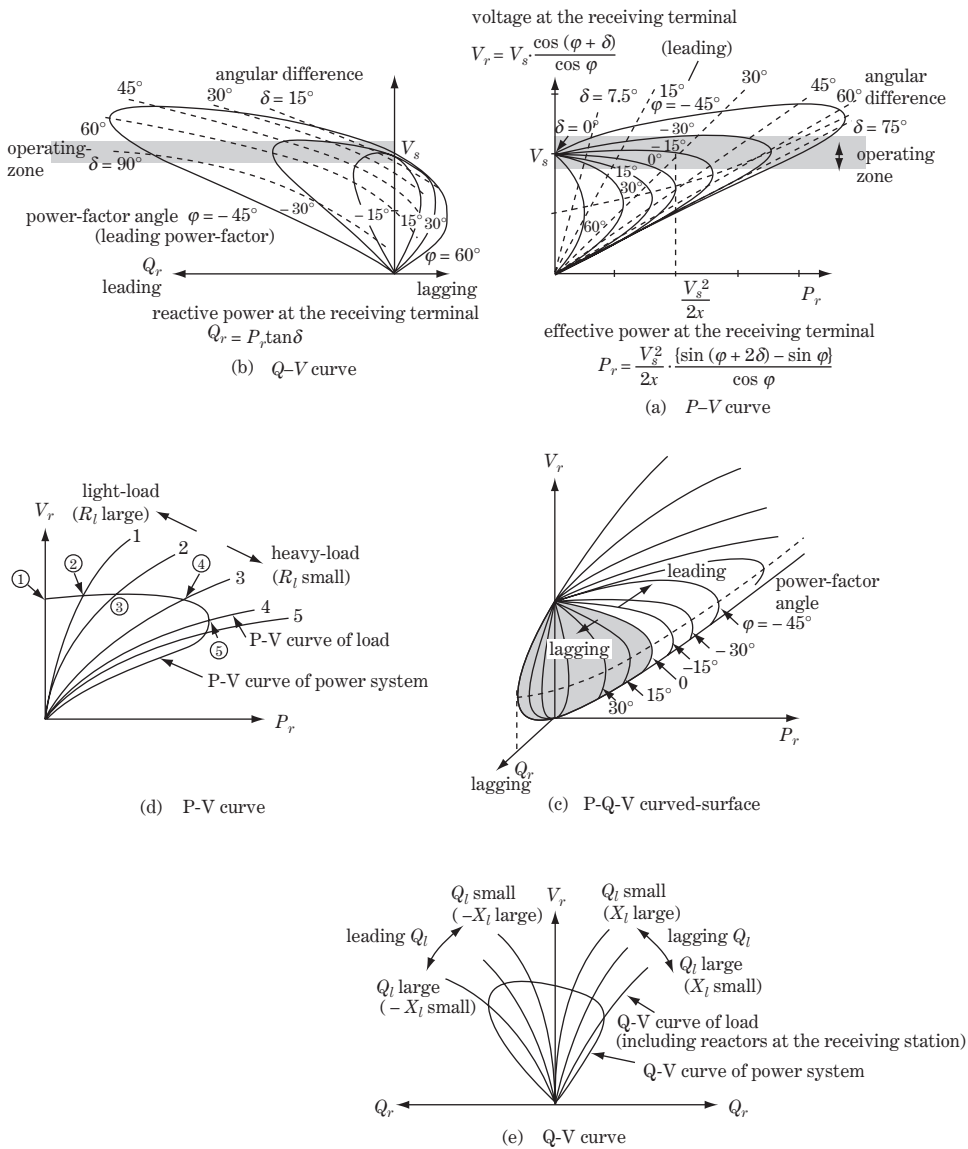 voltage at the receiving terminal
V_r = V_s · cos (φ + δ) / cos φ
(leading)
δ = 7.5°
15°
φ = − 45°
30°
45°
60°
angular
difference
δ = 75°
δ = 0°
−30°
−15°
0°
15°
30°
60°
V_s
operating
zone
V_s² / 2x
P_r
effective power at the receiving terminal
P_r = V_s² / 2x · {sin (φ + 2δ) − sin φ} / cos φ
(a) P–V curve
angular difference
45°
30°
δ = 15°
60°
V_s
operating-
zone
δ = 90°
power-factor angle φ = − 45°
(leading power-factor)
− 30°
− 15°
15°
30°
φ = 60°
Q_r
leading
lagging
reactive power at the receiving terminal
Q_r = P_r tanδ
(b) Q–V curve
light-load
(R_l large)
V_r
1
2
heavy-load
(R_l small)
3
4
5
①
②
③
④
⑤
P-V curve of load
P-V curve of power system
P_r
(d) P-V curve
V_r
leading
power-factor
angle
φ = − 45°
− 30°
−15°
0
15°
30°
lagging
P_r
Q_r
lagging
(c) P-Q-V curved-surface
Q_l small
( −X_l large)
V_r
Q_l small
(X_l large)
leading Q_l
lagging Q_l
Q_l large
( − X_l small)
Q_l large
(X_l small)
Q-V curve of load
(including reactors at the receiving station)
Q-V curve of power system
Q_r
Q_r
(e) Q-V curve